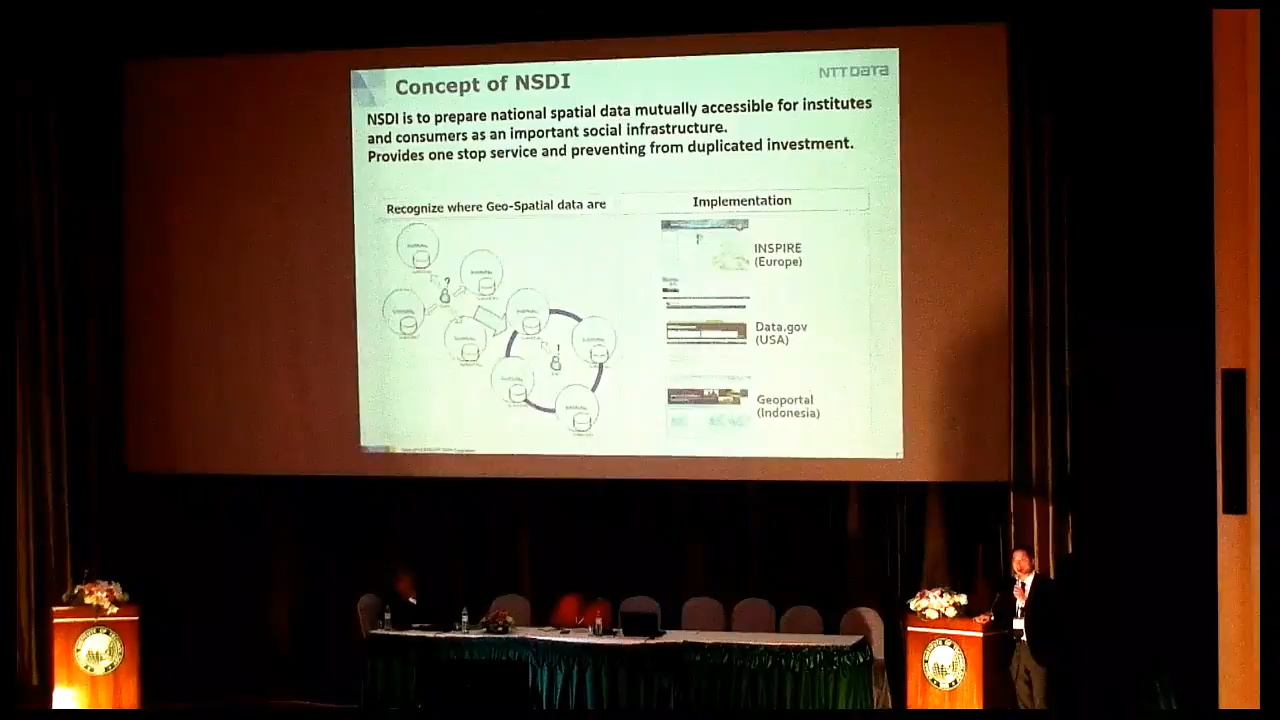 Concept of NSDI
NTT DATA
NSDI is to prepare national spatial data mutually accessible for institutes
and consumers as an important social infrastructure.
Provides one stop service and preventing from duplicated investment.
Recognize where Geo-Spatial data are
Implementation
INSPIRE
(Europe)
Data.gov
(USA)
Geoportal
(Indonesia)
?
!